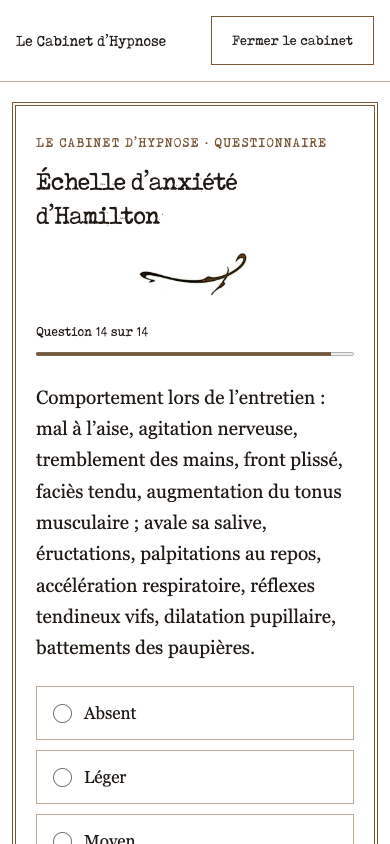 Le Cabinet d’Hypnose
Fermer le cabinet
LE CABINET D’HYPNOSE · QUESTIONNAIRE
Échelle d’anxiété
d’Hamilton
Question 14 sur 14
Comportement lors de l’entretien :
mal à l’aise, agitation nerveuse,
tremblement des mains, front plissé,
faciès tendu, augmentation du tonus
musculaire ; avale sa salive,
éructations, palpitations au repos,
accélération respiratoire, réflexes
tendineux vifs, dilatation pupillaire,
battements des paupières.
Absent
Léger
Moyen